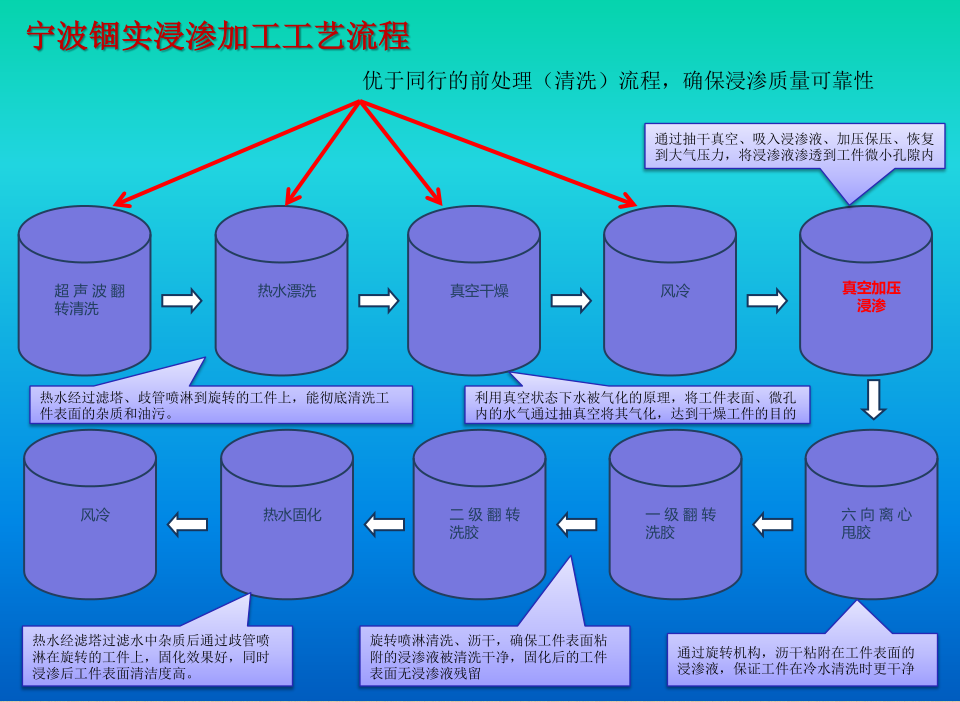 宁波锢实浸渗加工工艺流程
优于同行的前处理（清洗）流程，确保浸渗质量可靠性
通过抽干真空、吸入浸渗液、加压保压、恢复
到大气压力，将浸渗液渗透到工件微小孔隙内
超声波翻
转清洗
热水漂洗
真空干燥
风冷
真空加压
浸渗
热水经过滤塔、歧管喷淋到旋转的工件上，能彻底清洗工
件表面的杂质和油污。
利用真空状态下水被气化的原理，将工件表面、微孔
内的水气通过抽真空将其气化，达到干燥工件的目的
风冷
热水固化
二级翻转
洗胶
一级翻转
洗胶
六向离心
甩胶
热水经滤塔过滤水中杂质后通过歧管喷
淋在旋转的工件上，固化效果好，同时
浸渗后工件表面清洁度高。
旋转喷淋清洗、沥干，确保工件表面粘
附的浸渗液被清洗干净，固化后的工件
表面无浸渗液残留
通过旋转机构，沥干粘附在工件表面的
浸渗液，保证工件在冷水清洗时更干净